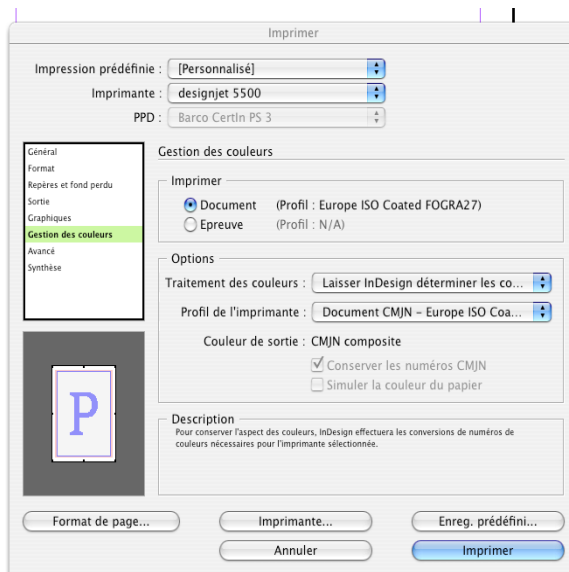 Imprimer
Impression prédéfinie : [Personnalisé]
Imprimante : designjet 5500
PPD : Barco CertIn PS 3
Général
Format
Repères et fond perdu
Sortie
Graphiques
Gestion des couleurs
Avancé
Synthèse
Gestion des couleurs
Imprimer
Document (Profil : Europe ISO Coated FOGRA27)
Epreuve (Profil : N/A)
Options
Traitement des couleurs : Laisser InDesign déterminer les co...
Profil de l'imprimante : Document CMJN – Europe ISO Coa...
Couleur de sortie : CMJN composite
Conserver les numéros CMJN
Simuler la couleur du papier
P
Description
Pour conserver l'aspect des couleurs, InDesign effectuera les conversions de numéros de
couleurs nécessaires pour l'imprimante sélectionnée.
Format de page... Imprimante... Enreg. prédéfini...
Annuler Imprimer